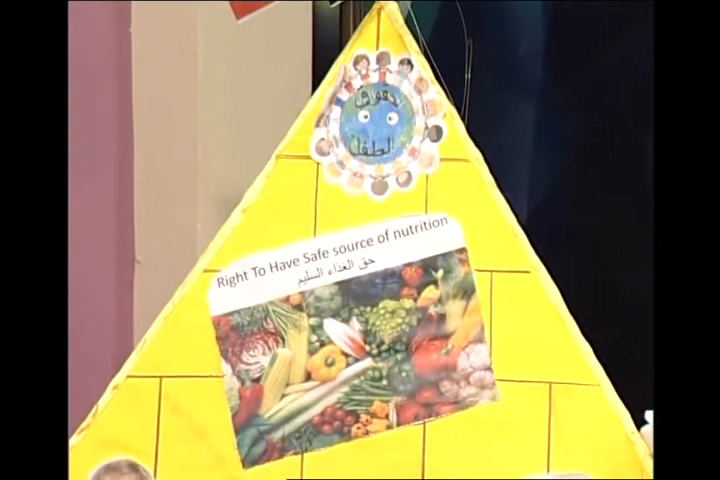 حقوق
الطفل
Right To Have Safe source of nutrition
حق الغذاء السليم